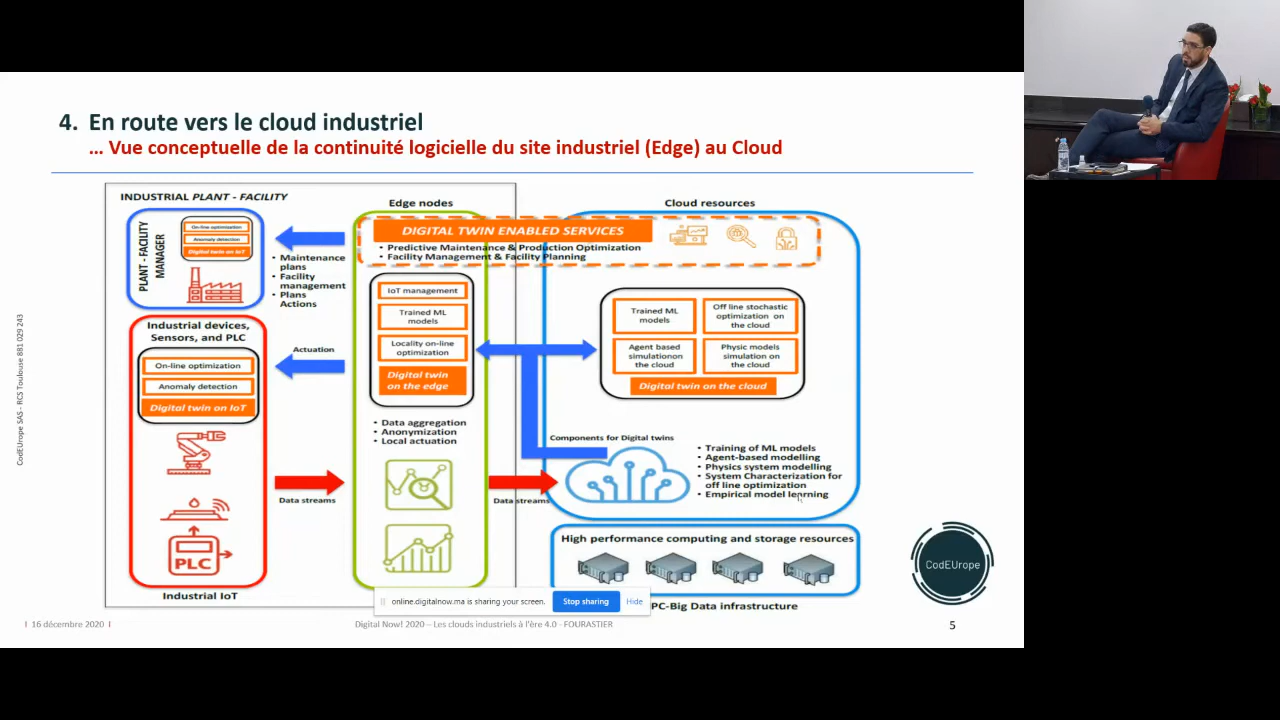 4. En route vers le cloud industriel
... Vue conceptuelle de la continuité logicielle du site industriel (Edge) au Cloud
INDUSTRIAL PLANT - FACILITY
PLANT - FACILITY
MANAGER
On-line optimization
Anomaly detection
Digital twin on IoT
• Maintenance
plans
• Facility
management
• Plans
Actions
Industrial devices,
Sensors, and PLC
On-line optimization
Anomaly detection
Digital twin on IoT
Actuation
PLC
Data streams
Industrial IoT
Edge nodes
DIGITAL TWIN ENABLED SERVICES
• Predictive Maintenance & Production Optimization
• Facility Management & Facility Planning
IoT management
Trained ML
models
Locality on-line
optimization
Digital twin
on the edge
• Data aggregation
• Anonymization
• Local actuation
Data streams
Cloud resources
Trained ML
models
Off line stochastic
optimization on
the cloud
Agent based
simulationon
the cloud
Physic models
simulation on
the cloud
Digital twin on the cloud
Components for Digital twins
• Training of ML models
• Agent-based modelling
• Physics system modelling
• System Characterization for
off line optimization
• Empirical model learning
High performance computing and storage resources
PC-Big Data infrastructure
online.digitalnow.ma is sharing your screen.
Stop sharing
Hide
CodEUrope
CodEUrope SAS - RCS Toulouse 881 029 243
16 décembre 2020
Digital Now! 2020 – Les clouds industriels à l'ère 4.0 - FOURASTIER
5